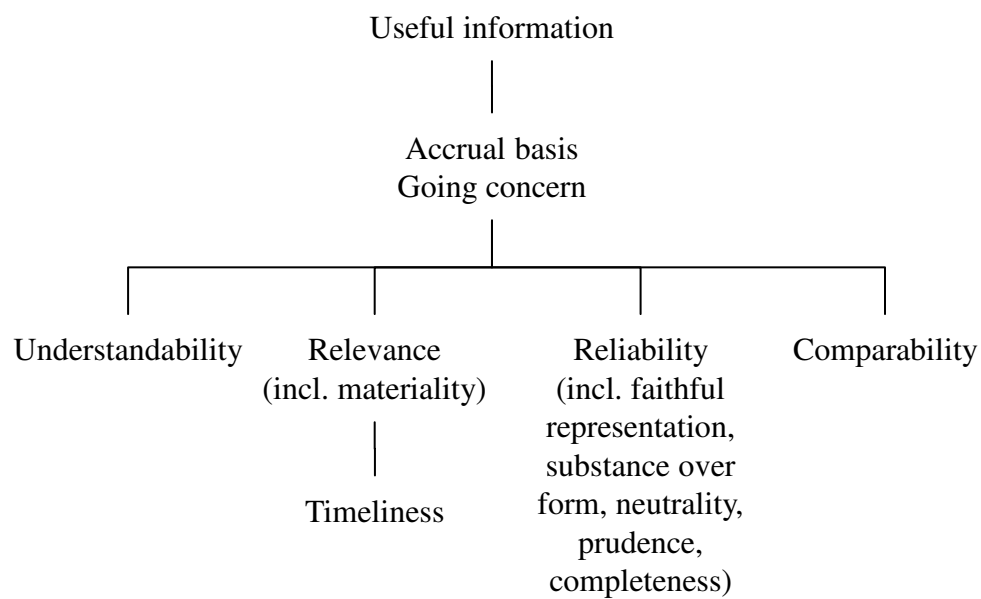 Useful information
Accrual basis
Going concern
Understandability
Relevance
(incl. materiality)
Timeliness
Reliability
(incl. faithful
representation,
substance over
form, neutrality,
prudence,
completeness)
Comparability